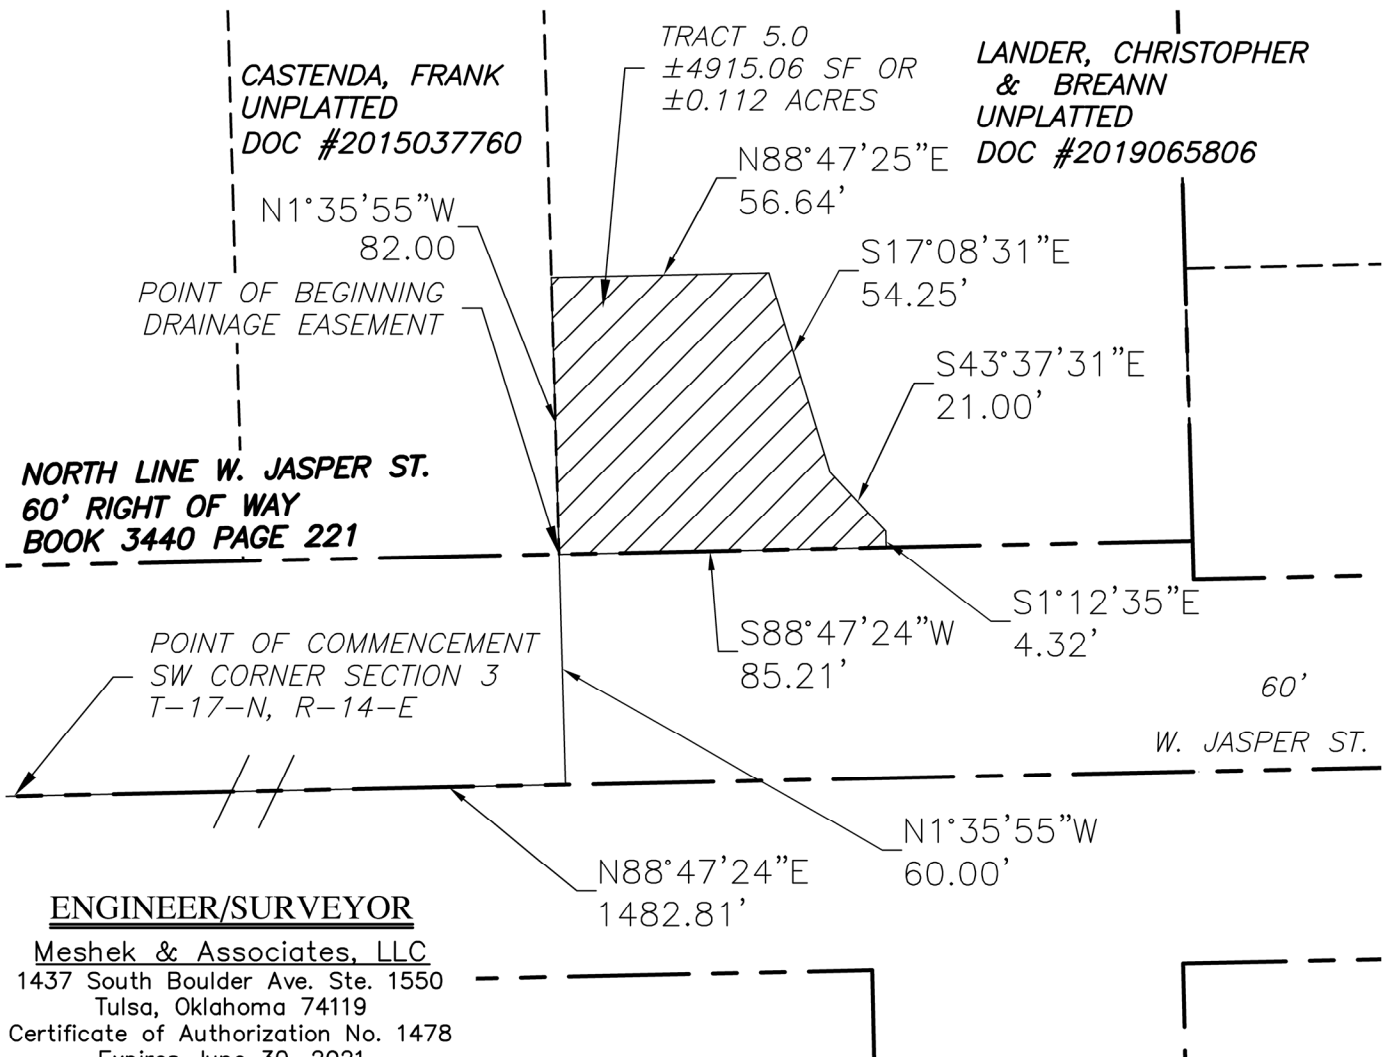 TRACT 5.0
±4915.06 SF OR
±0.112 ACRES
CASTENDA, FRANK
UNPLATTED
DOC #2015037760
LANDER, CHRISTOPHER
& BREANN
UNPLATTED
DOC #2019065806
N88°47'25"E
56.64'
N1°35'55"W
82.00
S17°08'31"E
54.25'
POINT OF BEGINNING
DRAINAGE EASEMENT
S43°37'31"E
21.00'
NORTH LINE W. JASPER ST.
60' RIGHT OF WAY
BOOK 3440 PAGE 221
S1°12'35"E
4.32'
S88°47'24"W
85.21'
POINT OF COMMENCEMENT
SW CORNER SECTION 3
T-17-N, R-14-E
60'
W. JASPER ST.
N1°35'55"W
60.00'
N88°47'24"E
1482.81'
ENGINEER/SURVEYOR
Meshek & Associates, LLC
1437 South Boulder Ave. Ste. 1550
Tulsa, Oklahoma 74119
Certificate of Authorization No. 1478
Expires June 30, 2021